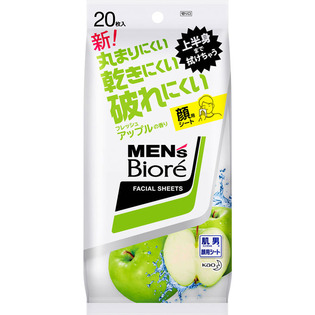 20枚入
新!
丸まりにくい
乾きにくい
破れにくい
上半身まで
拭けちゃう
フレッシュ
アップルの香り
顔用
シート
MEN's
Bioré
FACIAL SHEETS
肌男
顔用シート
Kao